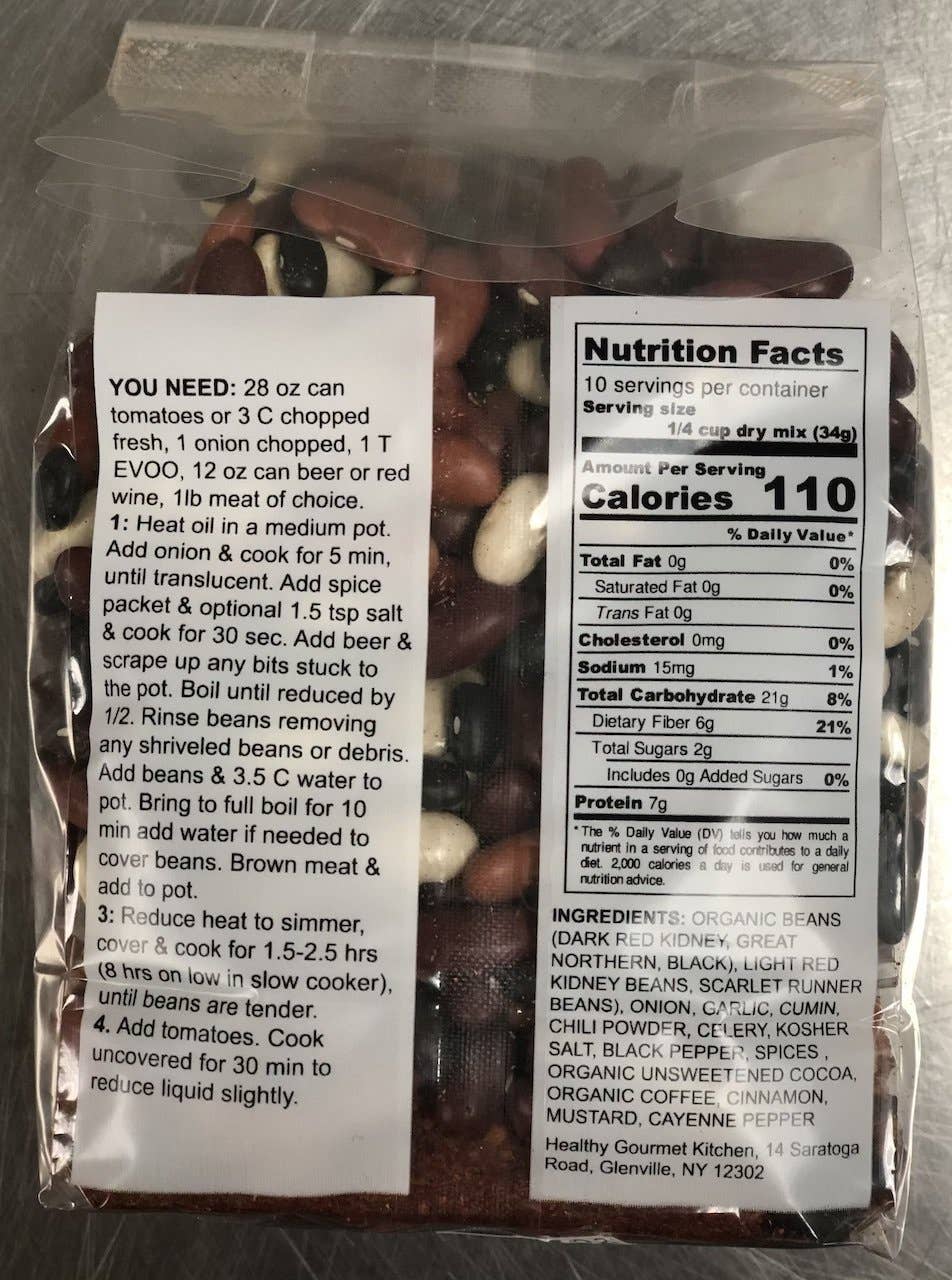 YOU NEED: 28 oz can
tomatoes or 3 C chopped
fresh, 1 onion chopped, 1 T
EVOO, 12 oz can beer or red
wine, 1lb meat of choice.
1: Heat oil in a medium pot.
Add onion & cook for 5 min,
until translucent. Add spice
packet & optional 1.5 tsp salt
& cook for 30 sec. Add beer &
scrape up any bits stuck to
the pot. Boil until reduced by
1/2. Rinse beans removing
any shriveled beans or debris.
Add beans & 3.5 C water to
pot. Bring to full boil for 10
min add water if needed to
cover beans. Brown meat &
add to pot.
3: Reduce heat to simmer,
cover & cook for 1.5-2.5 hrs
(8 hrs on low in slow cooker),
until beans are tender.
4. Add tomatoes. Cook
uncovered for 30 min to
reduce liquid slightly.
Nutrition Facts
10 servings per container
Serving size
1/4 cup dry mix (34g)
Amount Per Serving
Calories 110
% Daily Value*
Total Fat 0g 0%
Saturated Fat 0g 0%
Trans Fat 0g
Cholesterol 0mg 0%
Sodium 15mg 1%
Total Carbohydrate 21g 8%
Dietary Fiber 6g 21%
Total Sugars 2g
Includes 0g Added Sugars 0%
Protein 7g
* The % Daily Value (DV) tells you how much a
nutrient in a serving of food contributes to a daily
diet. 2,000 calories a day is used for general
nutrition advice.
INGREDIENTS: ORGANIC BEANS
(DARK RED KIDNEY, GREAT
NORTHERN, BLACK), LIGHT RED
KIDNEY BEANS, SCARLET RUNNER
BEANS), ONION, GARLIC, CUMIN,
CHILI POWDER, CELERY, KOSHER
SALT, BLACK PEPPER, SPICES ,
ORGANIC UNSWEETENED COCOA,
ORGANIC COFFEE, CINNAMON,
MUSTARD, CAYENNE PEPPER
Healthy Gourmet Kitchen, 14 Saratoga
Road, Glenville, NY 12302